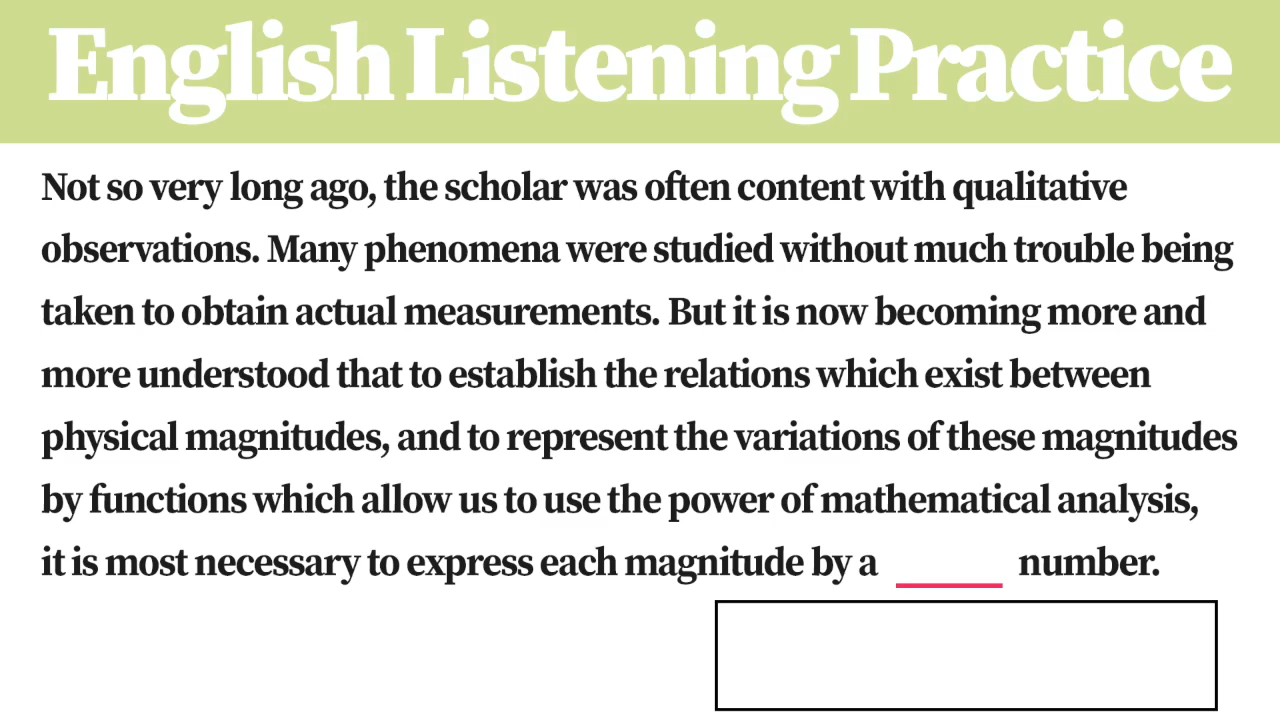 English Listening Practice
Not so very long ago, the scholar was often content with qualitative
observations. Many phenomena were studied without much trouble being
taken to obtain actual measurements. But it is now becoming more and
more understood that to establish the relations which exist between
physical magnitudes, and to represent the variations of these magnitudes
by functions which allow us to use the power of mathematical analysis,
it is most necessary to express each magnitude by a _____ number.